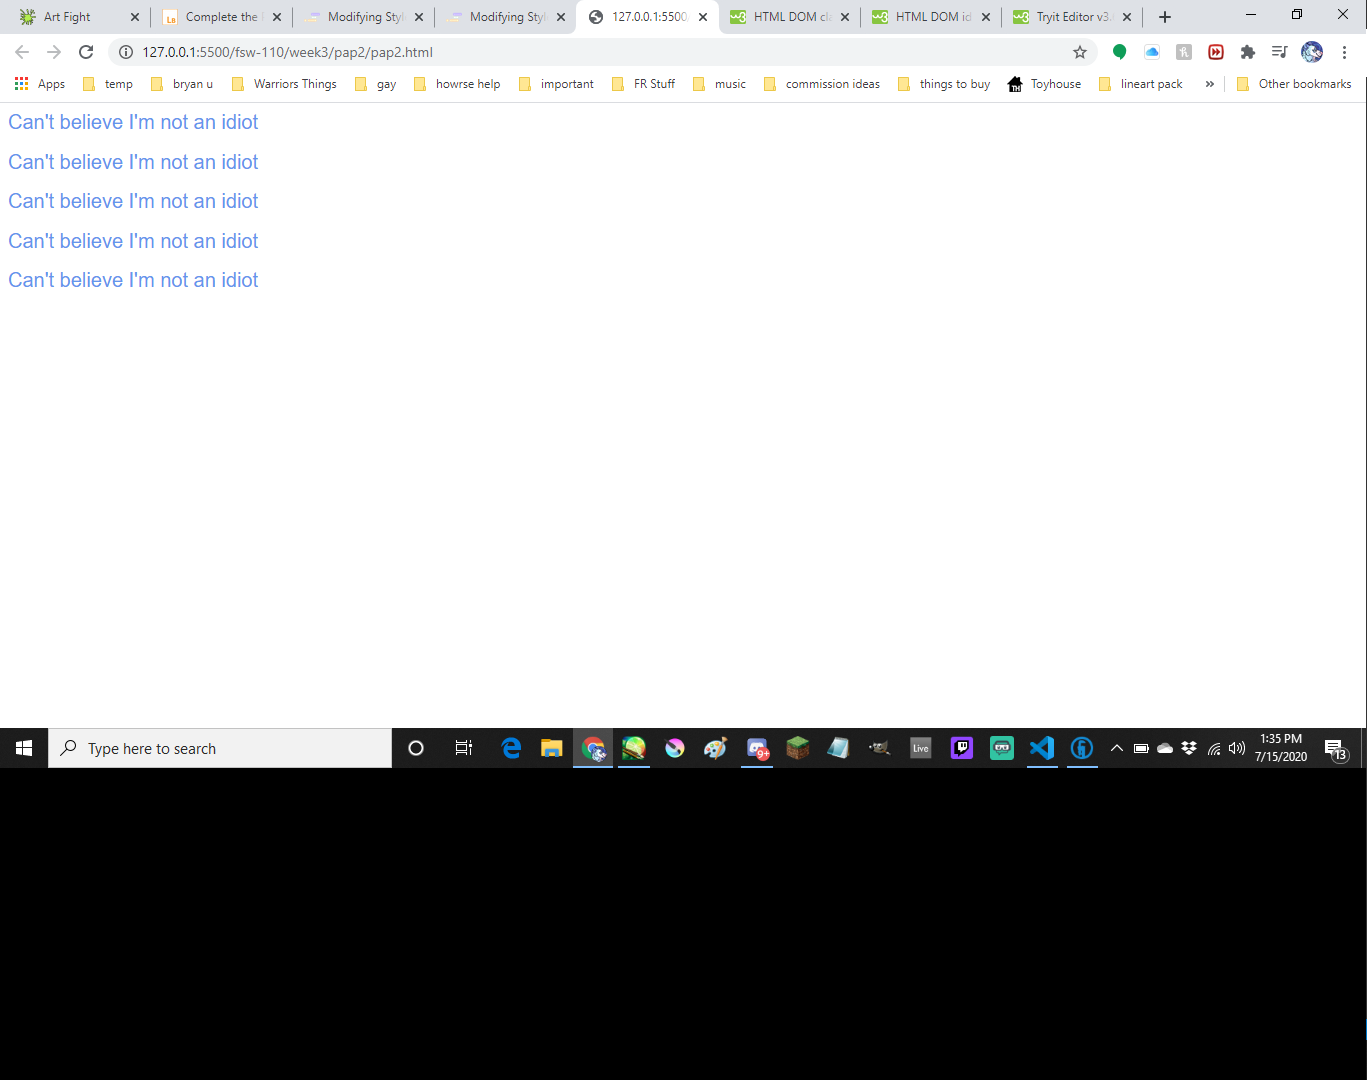 Art Fight
Complete the
Modifying Styl
Modifying Styl
127.0.0.1:5500
HTML DOM cla
HTML DOM id
Tryit Editor v3.
127.0.0.1:5500/fsw-110/week3/pap2/pap2.html
Apps temp bryan u Warriors Things gay howrse help important FR Stuff music commission ideas things to buy Toyhouse lineart pack » Other bookmarks
Can't believe I'm not an idiot
Can't believe I'm not an idiot
Can't believe I'm not an idiot
Can't believe I'm not an idiot
Can't believe I'm not an idiot
Type here to search
9+
Live
1:35 PM
7/15/2020
13